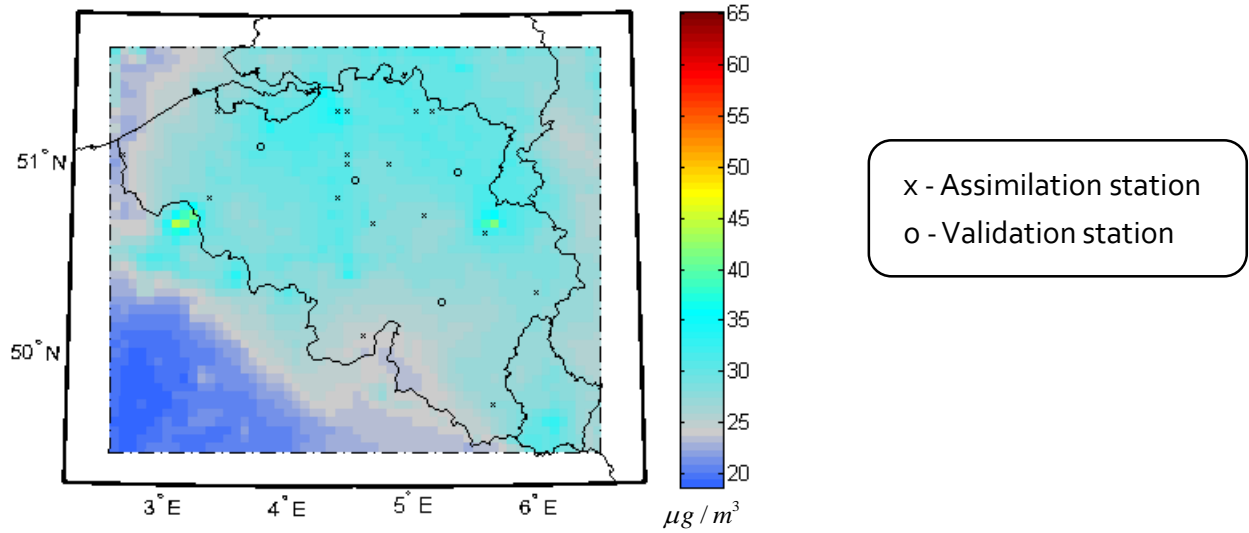 65
60
55
50
45
40
35
30
25
20
μg / m³
51°N
50°N
3°E
4°E
5°E
6°E
x - Assimilation station
o - Validation station